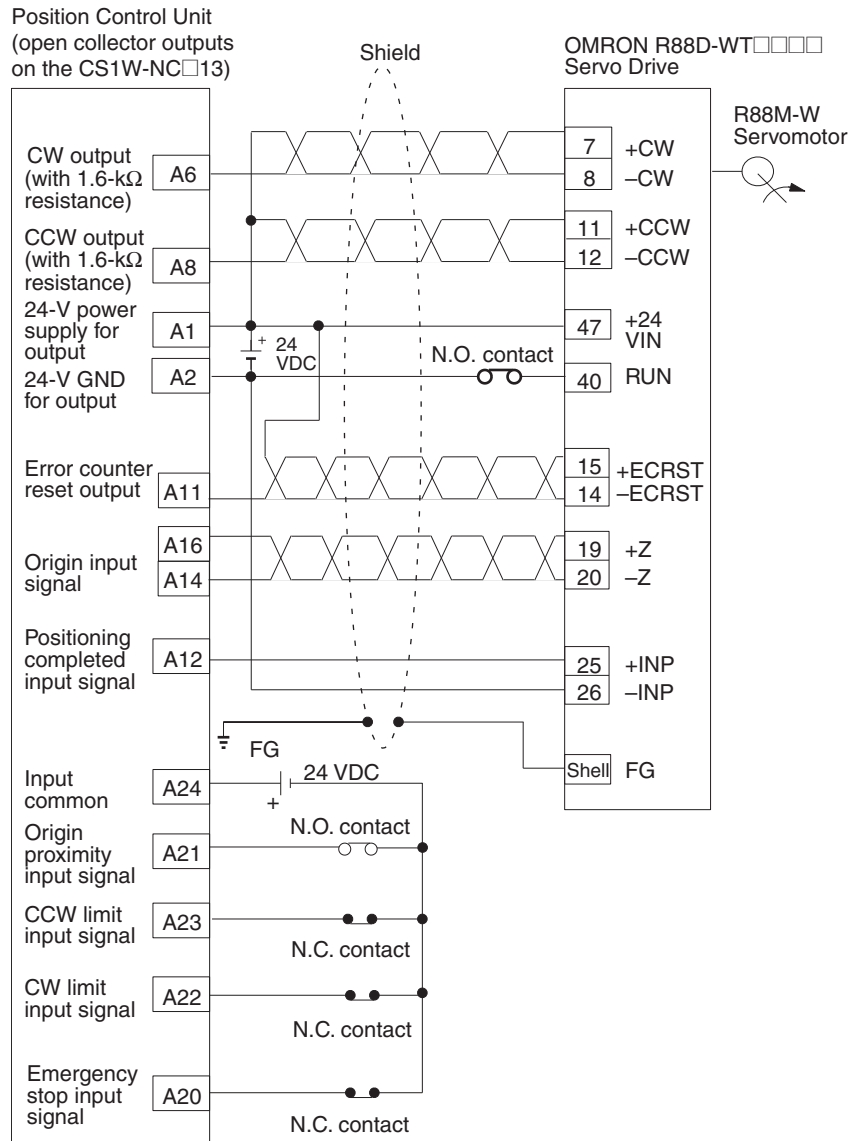 Position Control Unit
(open collector outputs
on the CS1W-NC□13)
Shield
OMRON R88D-WT□□□□
Servo Drive
R88M-W
Servomotor
CW output
(with 1.6-kΩ
resistance)
A6
7
+CW
8
–CW
CCW output
(with 1.6-kΩ
resistance)
A8
11
+CCW
12
–CCW
24-V power
supply for
output
A1
+ 24
VDC
47
+24
VIN
24-V GND
for output
A2
N.O. contact
40
RUN
Error counter
reset output
A11
15
+ECRST
14
–ECRST
Origin input
signal
A16
A14
19
+Z
20
–Z
Positioning
completed
input signal
A12
25
+INP
26
–INP
FG
Shell
FG
Input
common
A24
+
24 VDC
Origin
proximity
input signal
A21
N.O. contact
CCW limit
input signal
A23
N.C. contact
CW limit
input signal
A22
N.C. contact
Emergency
stop input
signal
A20
N.C. contact